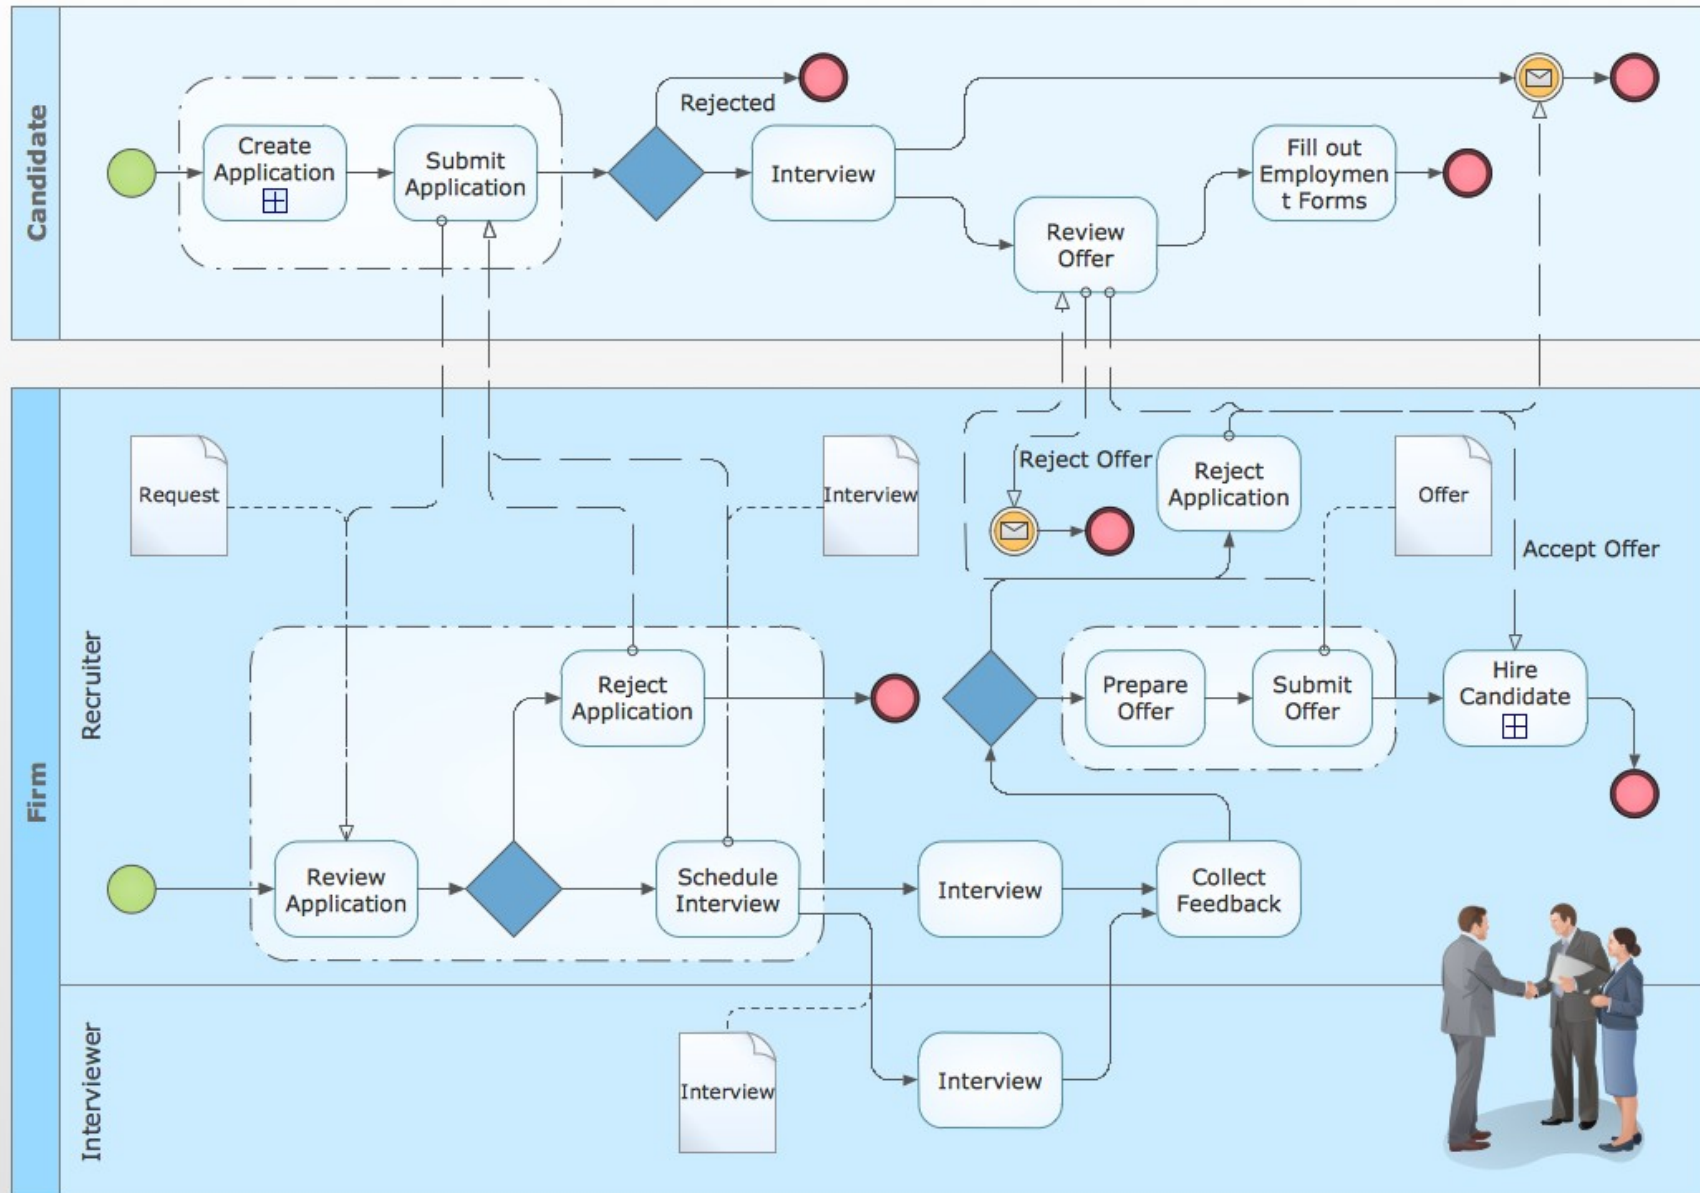 Candidate
Create
Application
Submit
Application
Rejected
Interview
Review
Offer
Fill out
Employmen
t Forms
Firm
Recruiter
Request
Interview
Reject Offer
Reject
Application
Offer
Accept Offer
Reject
Application
Prepare
Offer
Submit
Offer
Hire
Candidate
Review
Application
Schedule
Interview
Interview
Collect
Feedback
Interviewer
Interview
Interview